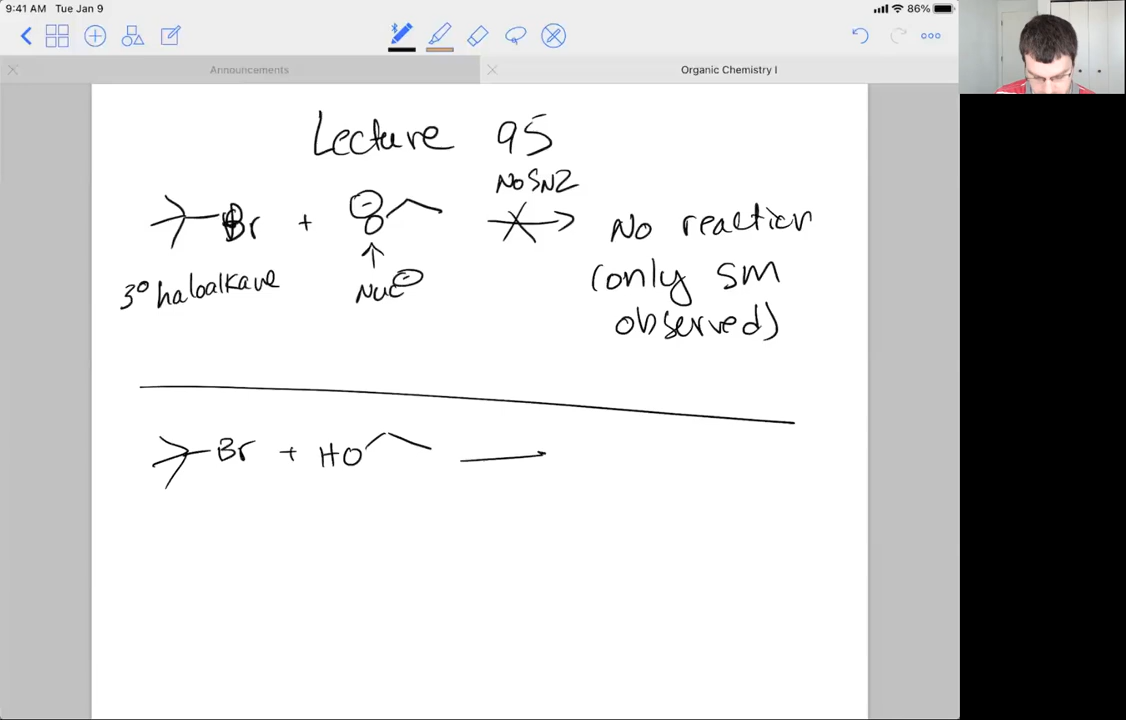 9:41 AM Tue Jan 9
86%
Announcements
Organic Chemistry I
Lecture 95
No SN2
Br + O No reaction
3° haloalkane Nuc (only SM
observed)
Br + HO